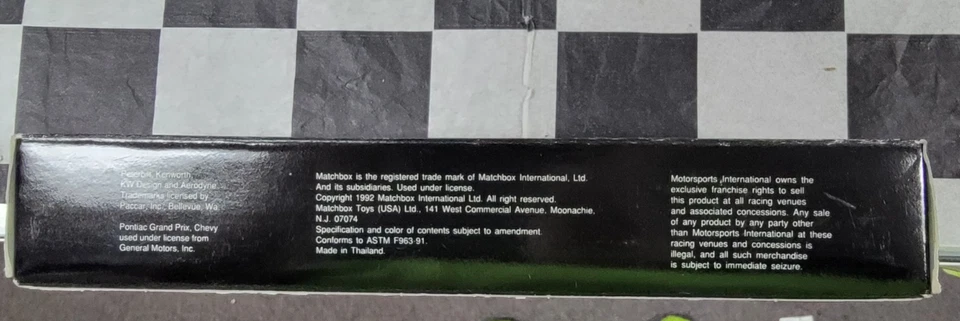 Peterbilt, Kenworth,
KW Design and Aerodyne,
Trademarks licensed by
Paccar, Inc., Bellevue, Wa.
Pontiac Grand Prix, Chevy
used under license from
General Motors, Inc.
Matchbox is the registered trade mark of Matchbox International, Ltd.
And its subsidiaries. Used under license.
Copyright 1992 Matchbox International Ltd. All right reserved.
Matchbox Toys (USA) Ltd., 141 West Commercial Avenue, Moonachie,
N.J. 07074
Specification and color of contents subject to amendment.
Conforms to ASTM F963-91.
Made in Thailand.
Motorsports International owns the
exclusive franchise rights to sell
this product at all racing venues
and associated concessions. Any sale
of any product by any party other
than Motorsports International at these
racing venues and concessions is
illegal, and all such merchandise
is subject to immediate seizure.